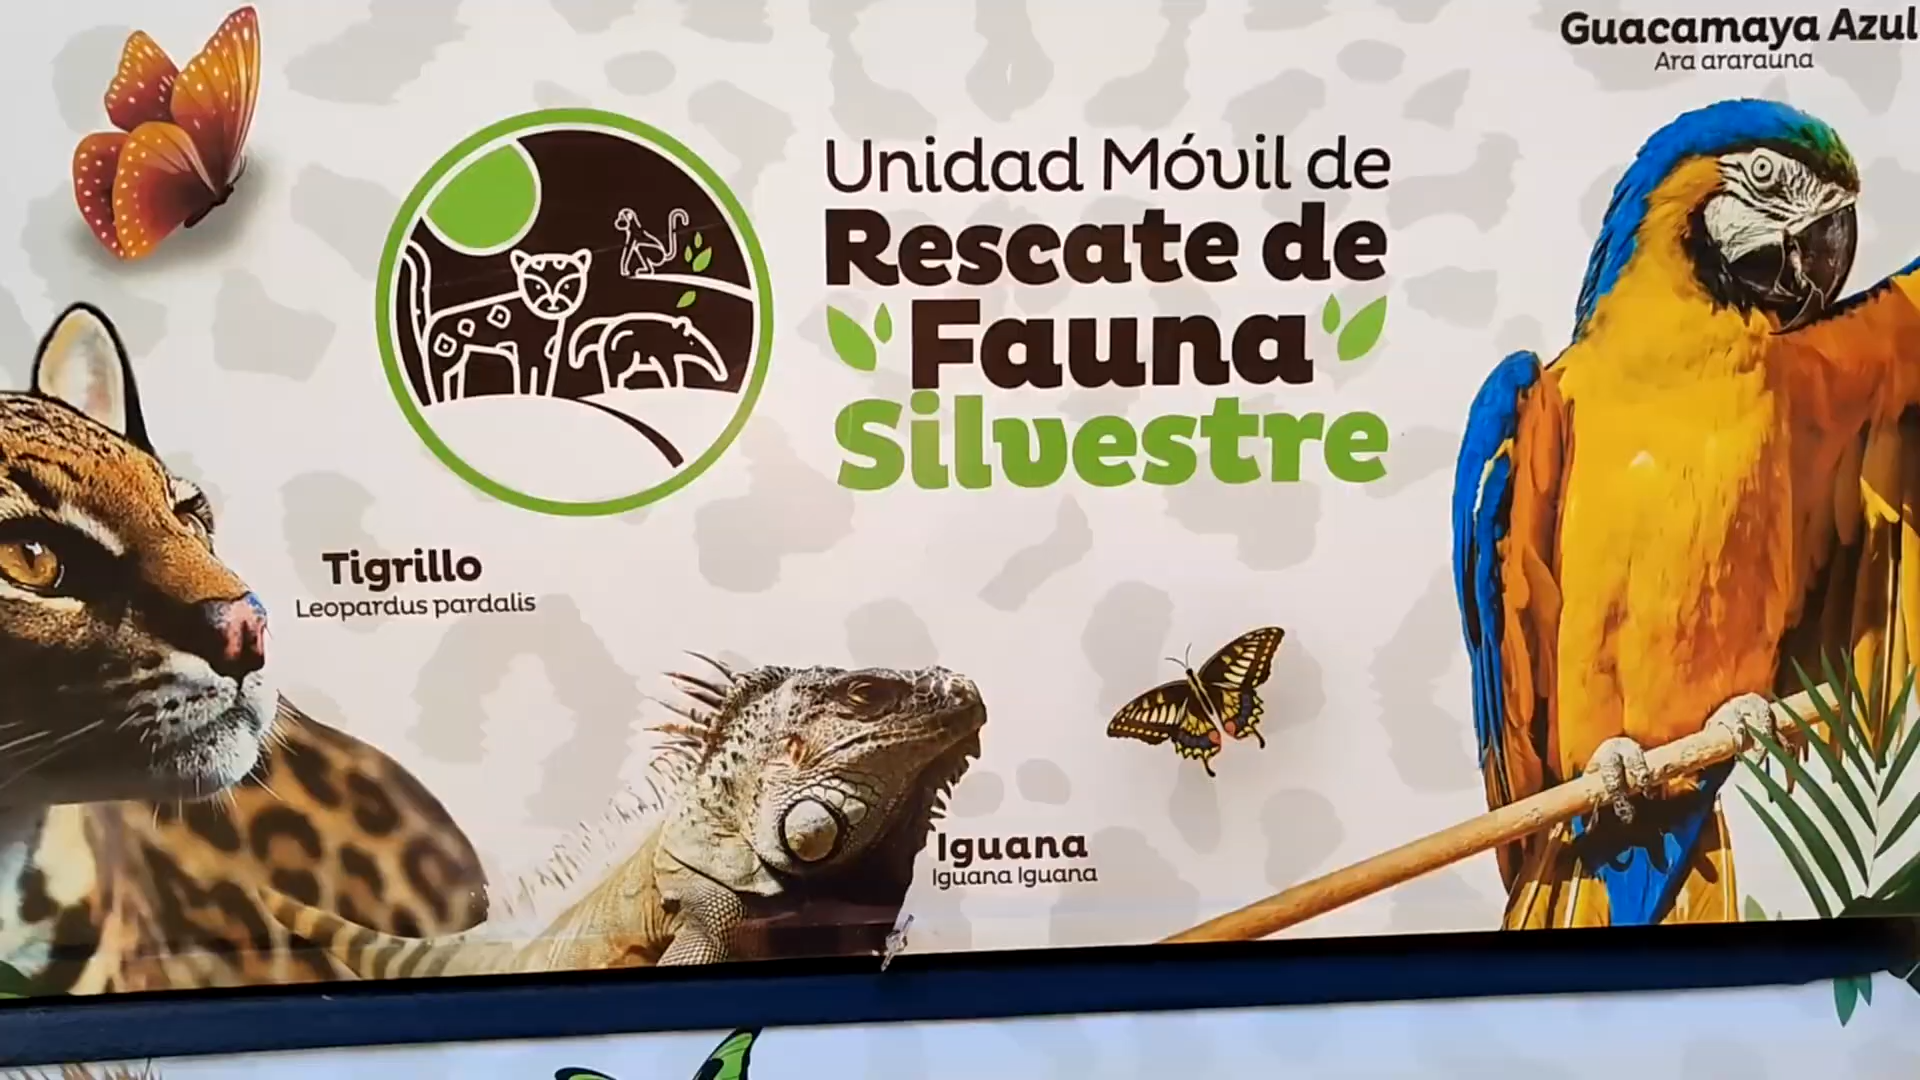 Guacamaya Azul
Ara ararauna
Unidad Móvil de
Rescate de
Fauna
Silvestre
Tigrillo
Leopardus pardalis
Iguana
Iguana Iguana